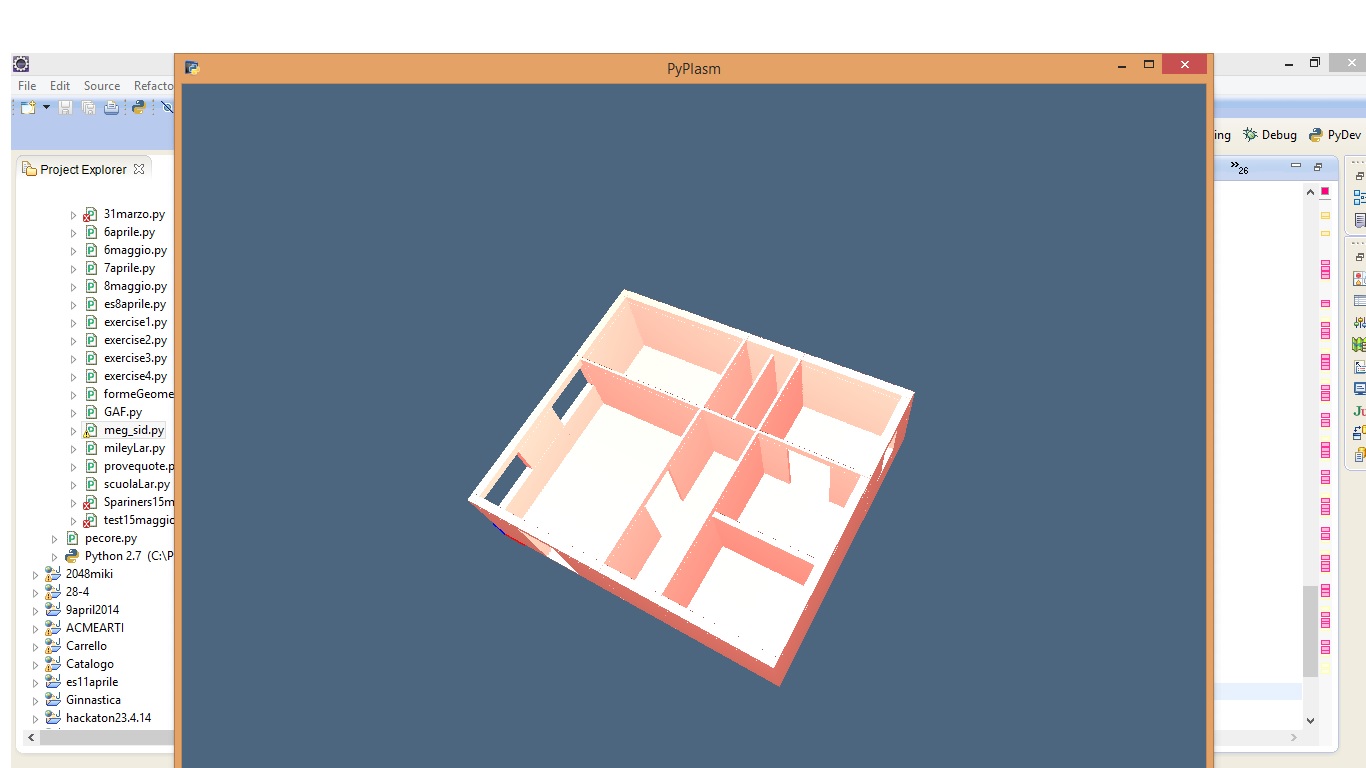 PyPlasm
File Edit Source Refacto
ing Debug PyDev
Project Explorer
26
31marzo.py
6aprile.py
6maggio.py
7aprile.py
8maggio.py
es8aprile.py
exercise1.py
exercise2.py
exercise3.py
exercise4.py
formeGeome
GAF.py
meg_sid.py
mileyLar.py
provequote.p
scuolaLar.py
Spariners15m
test15maggio
pecore.py
Python 2.7 (C:\P
2048miki
28-4
9april2014
ACMEARTI
Carrello
Catalogo
es11aprile
Ginnastica
hackaton23.4.14
Ju